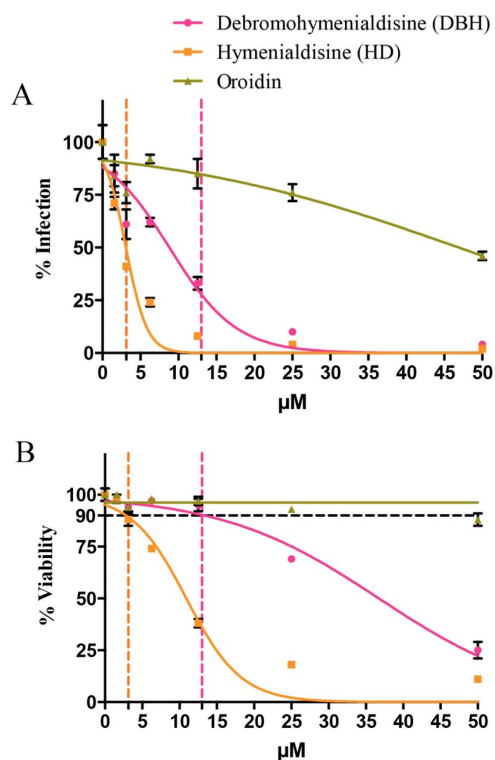 Debromohymenialdisine (DBH)
Hymenialdisine (HD)
Oroidin
A
100
75
50
25
0
% Infection
0 5 10 15 20 25 30 35 40 45 50
µM
B
100
90
75
50
25
0
% Viability
0 5 10 15 20 25 30 35 40 45 50
µM